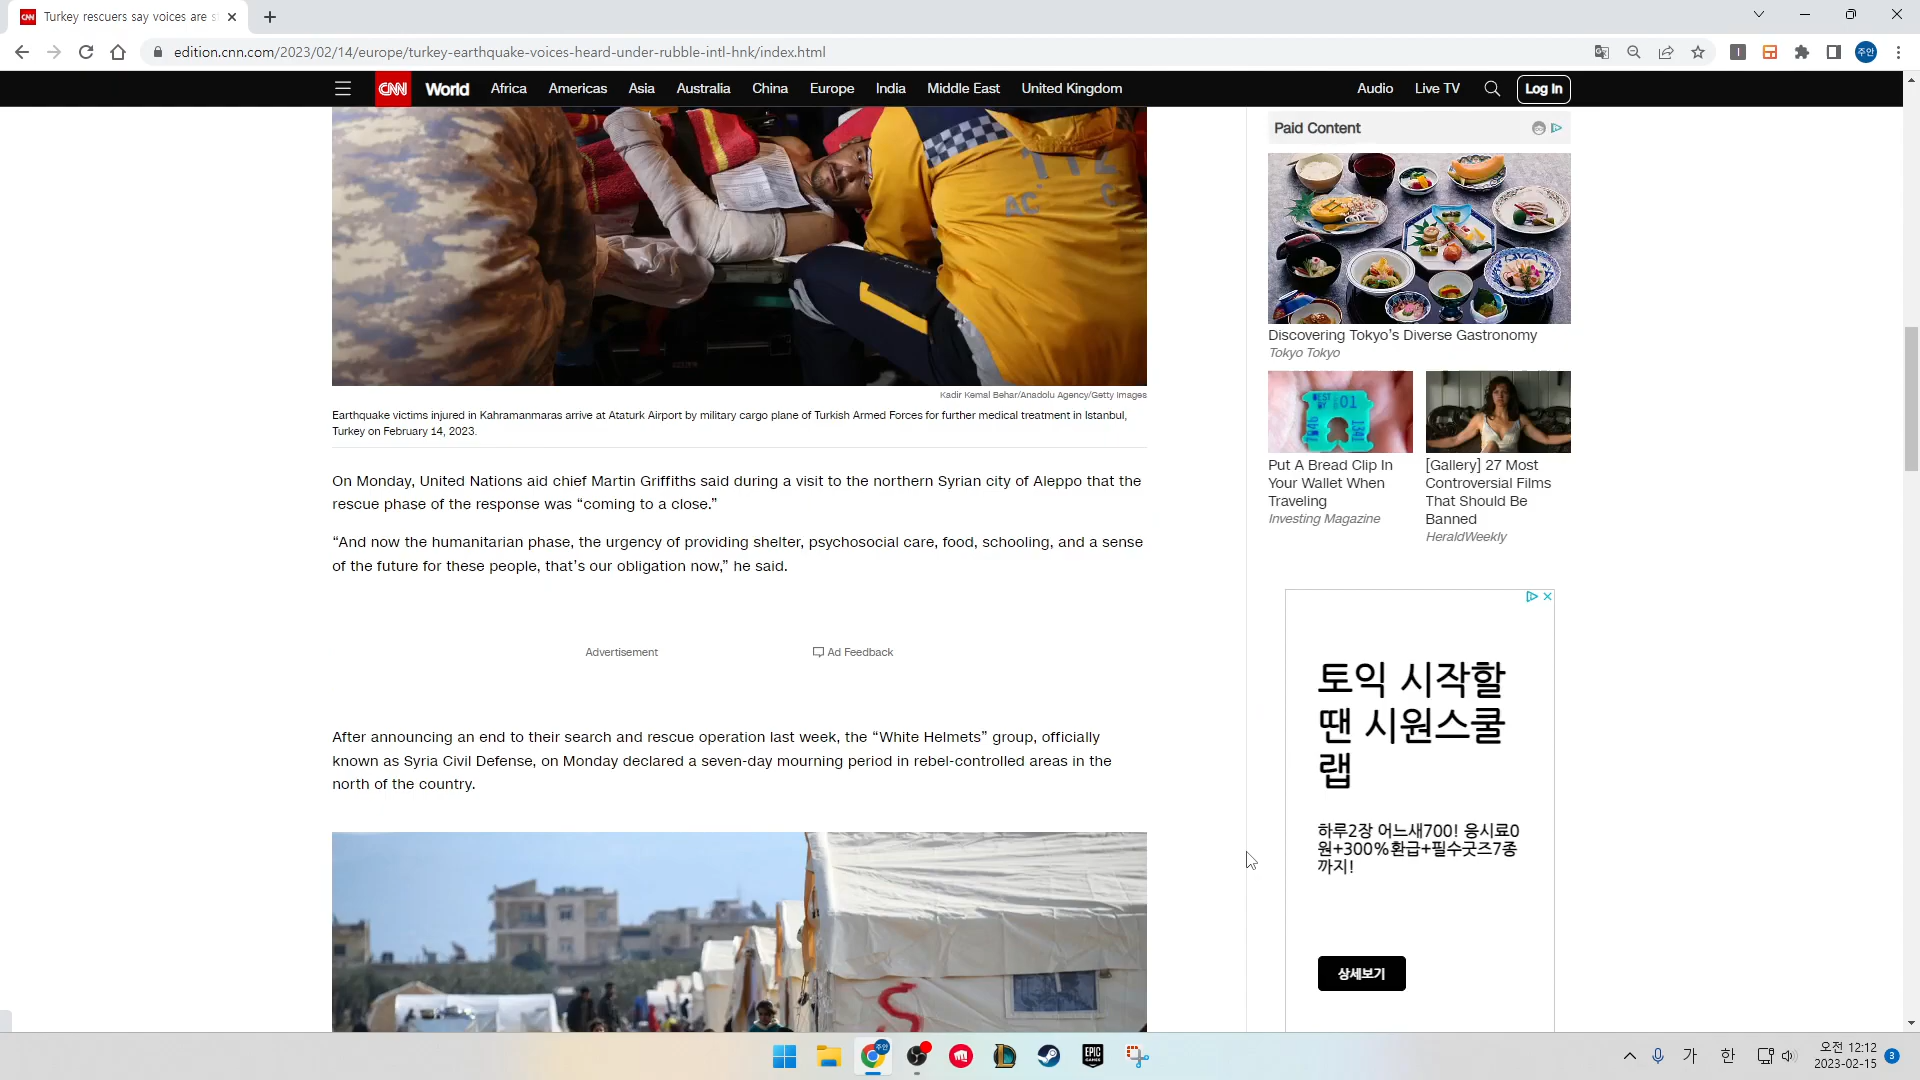 Turkey rescuers say voices are s
edition.cnn.com/2023/02/14/europe/turkey-earthquake-voices-heard-under-rubble-intl-hnk/index.html
주안
CNN World Africa Americas Asia Australia China Europe India Middle East United Kingdom Audio Live TV Log In
112
AC
Kadir Kemal Behar/Anadolu Agency/Getty Images
Earthquake victims injured in Kahramanmaras arrive at Ataturk Airport by military cargo plane of Turkish Armed Forces for further medical treatment in Istanbul,
Turkey on February 14, 2023.
On Monday, United Nations aid chief Martin Griffiths said during a visit to the northern Syrian city of Aleppo that the
rescue phase of the response was “coming to a close.”
“And now the humanitarian phase, the urgency of providing shelter, psychosocial care, food, schooling, and a sense
of the future for these people, that’s our obligation now,” he said.
Advertisement
Ad Feedback
After announcing an end to their search and rescue operation last week, the “White Helmets” group, officially
known as Syria Civil Defense, on Monday declared a seven-day mourning period in rebel-controlled areas in the
north of the country.
S
Paid Content
Discovering Tokyo’s Diverse Gastronomy
Tokyo Tokyo
BEST
BY 01
1341
Put A Bread Clip In
Your Wallet When
Traveling
Investing Magazine
[Gallery] 27 Most
Controversial Films
That Should Be
Banned
HeraldWeekly
토익 시작할
땐 시원스쿨
랩
하루2장 어느새700! 응시료0
원+300%환급+필수굿즈7종
까지!
상세보기
주안
EPIC
GAMES
가
한
오전 12:12
2023-02-15
3